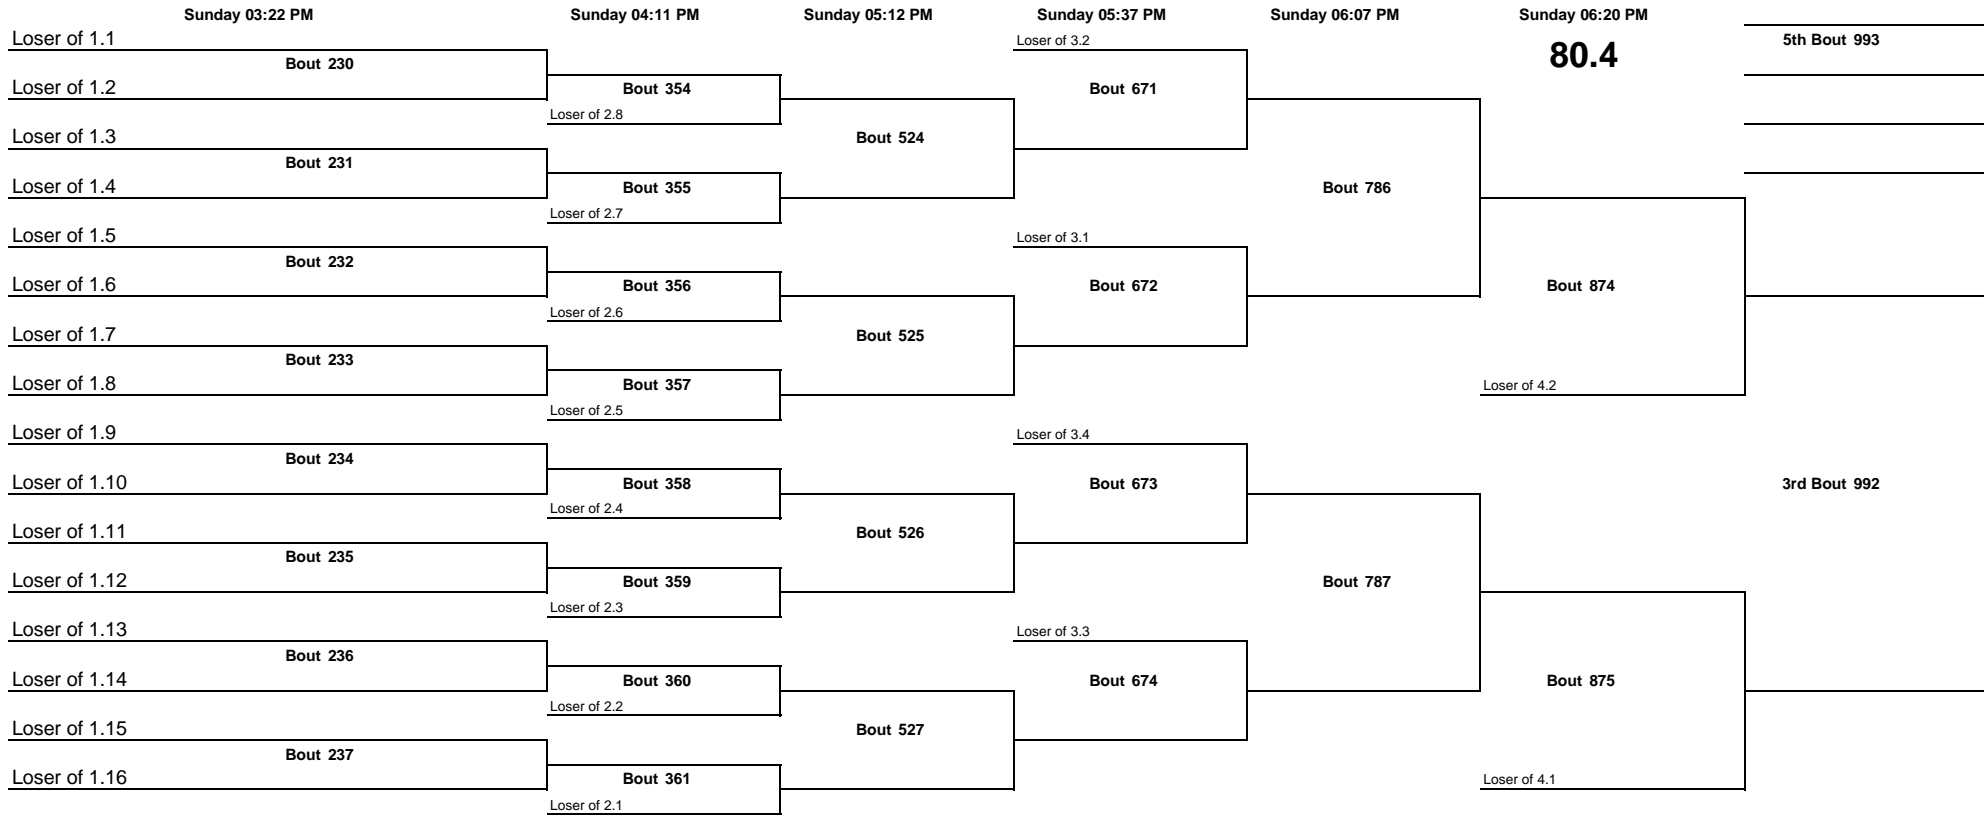 Sunday 03:22 PM
Sunday 04:11 PM
Sunday 05:12 PM
Sunday 05:37 PM
Sunday 06:07 PM
Sunday 06:20 PM
80.4
Loser of 1.1
Bout 230
Loser of 1.2
Loser of 1.3
Bout 231
Loser of 1.4
Loser of 1.5
Bout 232
Loser of 1.6
Loser of 1.7
Bout 233
Loser of 1.8
Loser of 1.9
Bout 234
Loser of 1.10
Loser of 1.11
Bout 235
Loser of 1.12
Loser of 1.13
Bout 236
Loser of 1.14
Loser of 1.15
Bout 237
Loser of 1.16
Bout 354
Loser of 2.8
Bout 355
Loser of 2.7
Bout 356
Loser of 2.6
Bout 357
Loser of 2.5
Bout 358
Loser of 2.4
Bout 359
Loser of 2.3
Bout 360
Loser of 2.2
Bout 361
Loser of 2.1
Bout 524
Bout 525
Bout 526
Bout 527
Loser of 3.2
Bout 671
Loser of 3.1
Bout 672
Loser of 3.4
Bout 673
Loser of 3.3
Bout 674
Bout 786
Bout 787
Bout 874
Loser of 4.2
Bout 875
Loser of 4.1
5th Bout 993
3rd Bout 992